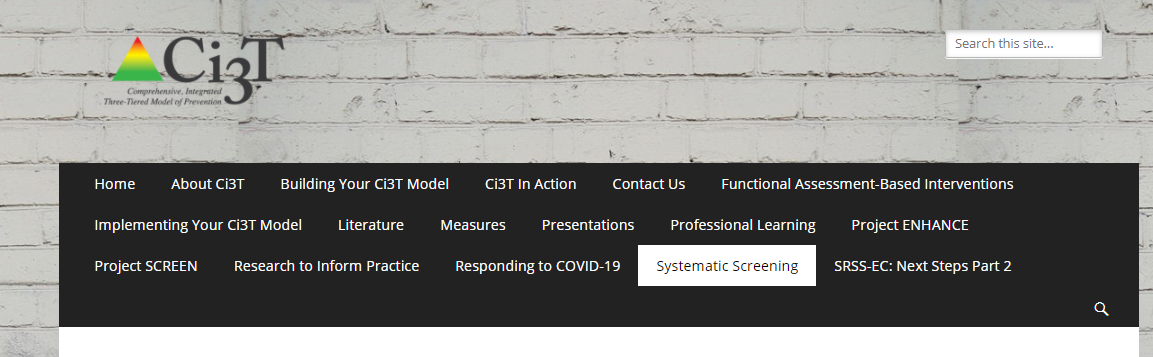 Ci3T
Comprehensive, Integrated
Three-Tiered Model of Prevention
Search this site...
Home About Ci3T Building Your Ci3T Model Ci3T In Action Contact Us Functional Assessment-Based Interventions
Implementing Your Ci3T Model Literature Measures Presentations Professional Learning Project ENHANCE
Project SCREEN Research to Inform Practice Responding to COVID-19 Systematic Screening SRSS-EC: Next Steps Part 2